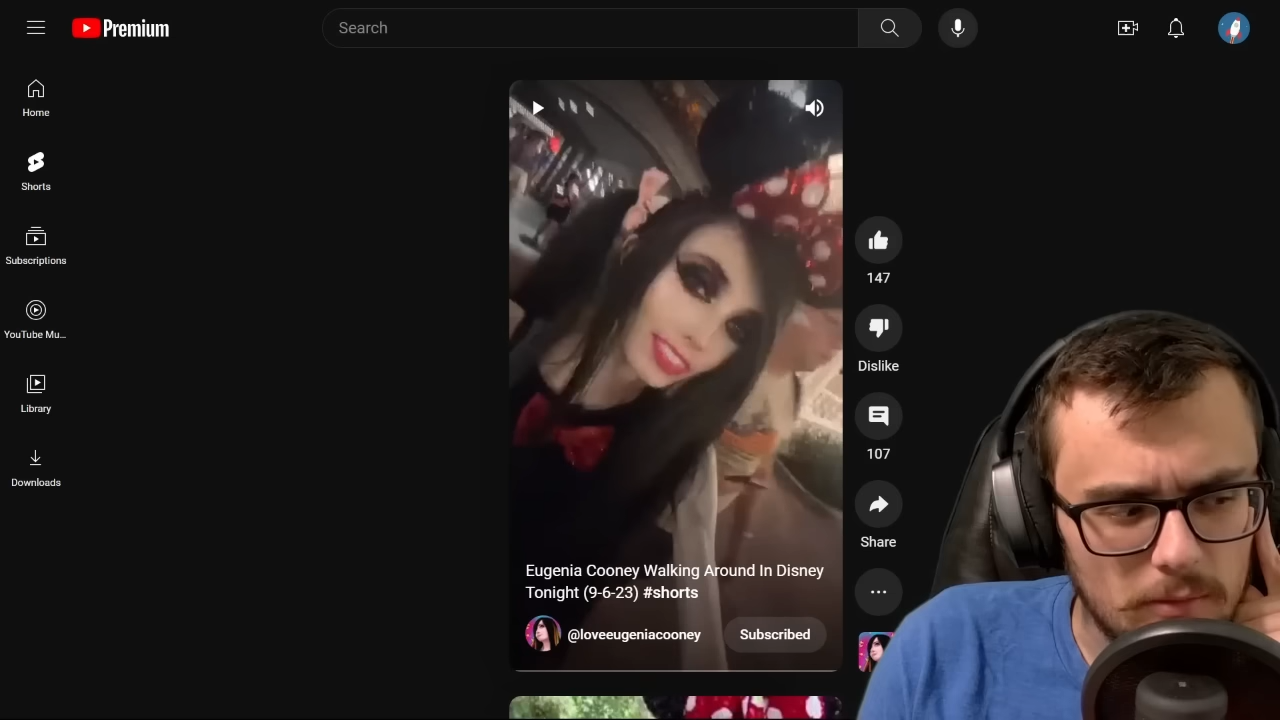 Premium
Search
Home
Shorts
Subscriptions
YouTube Mu...
Library
Downloads
147
Dislike
107
Share
Eugenia Cooney Walking Around In Disney
Tonight (9-6-23) #shorts
@loveeugeniacooney
Subscribed